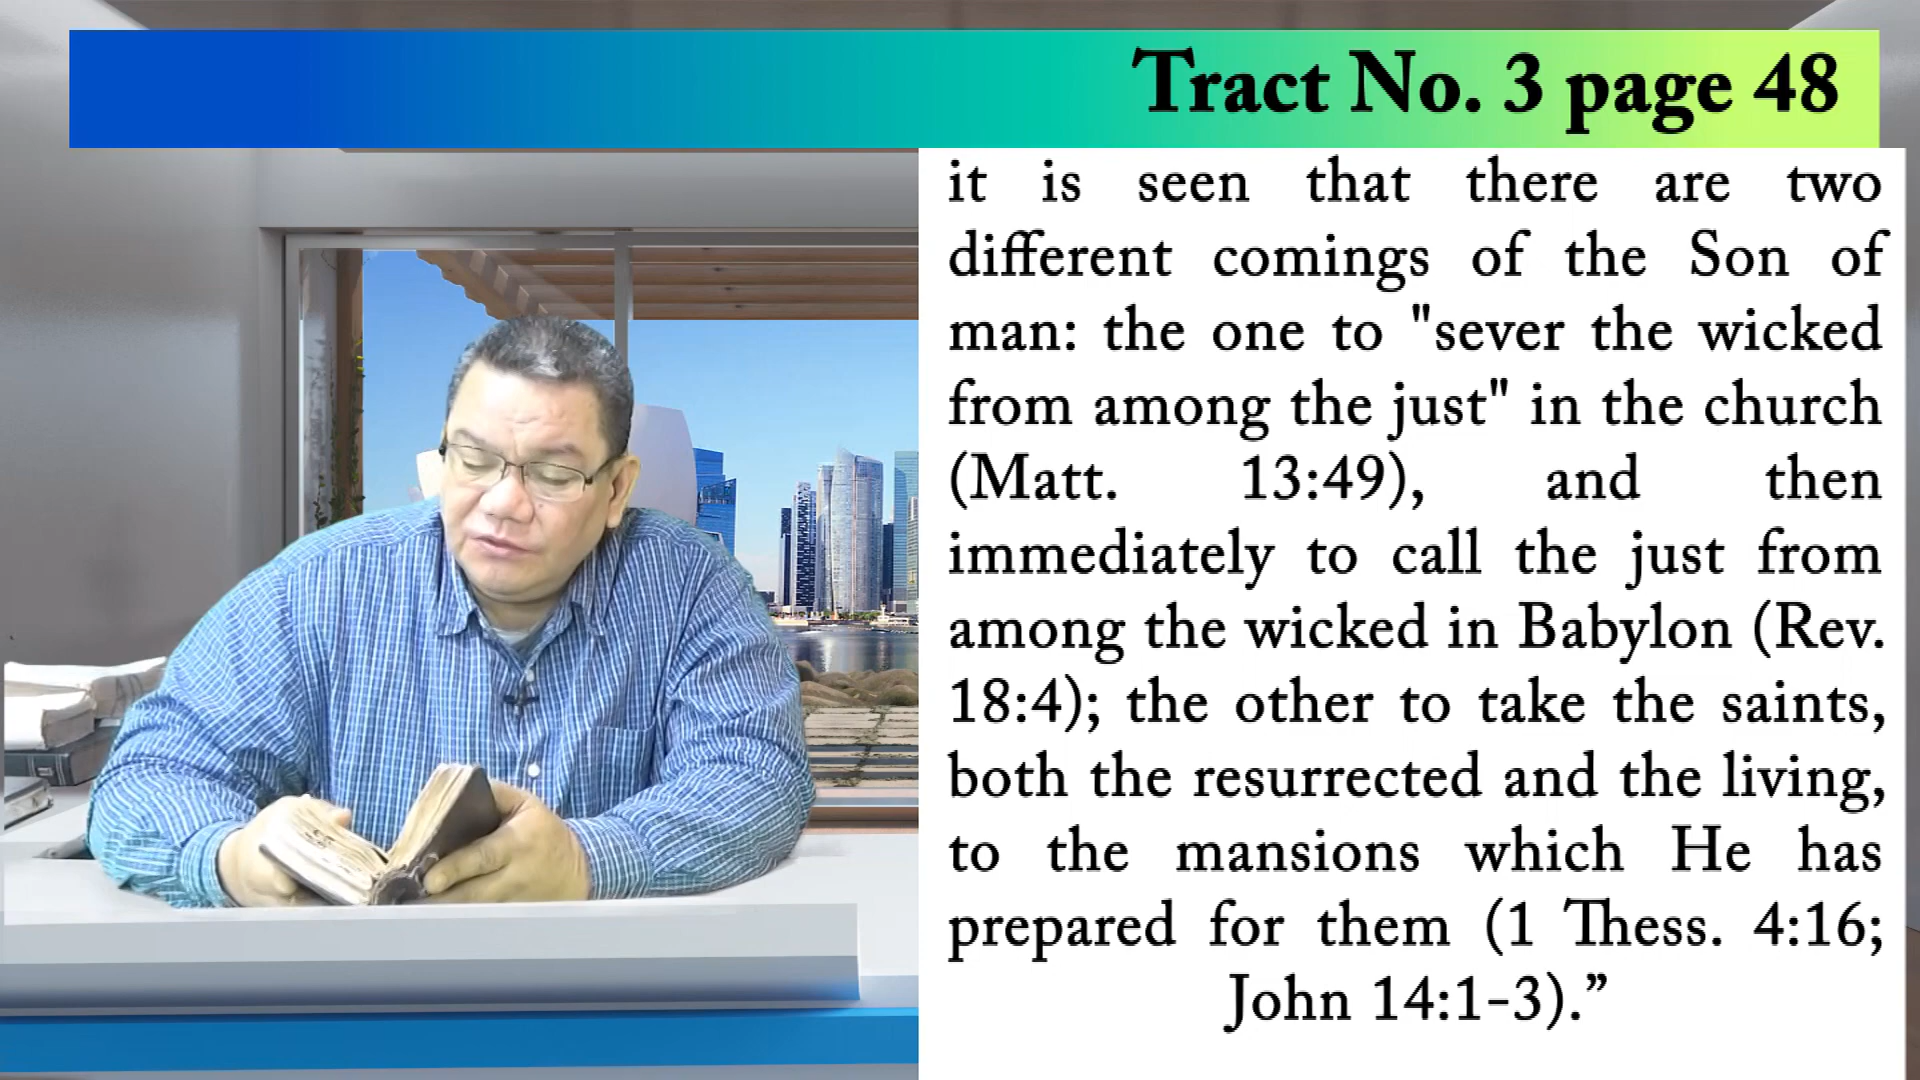 Tract No. 3 page 48
it is seen that there are two
different comings of the Son of
man: the one to "sever the wicked
from among the just" in the church
(Matt. 13:49), and then
immediately to call the just from
among the wicked in Babylon (Rev.
18:4); the other to take the saints,
both the resurrected and the living,
to the mansions which He has
prepared for them (1 Thess. 4:16;
John 14:1-3).”